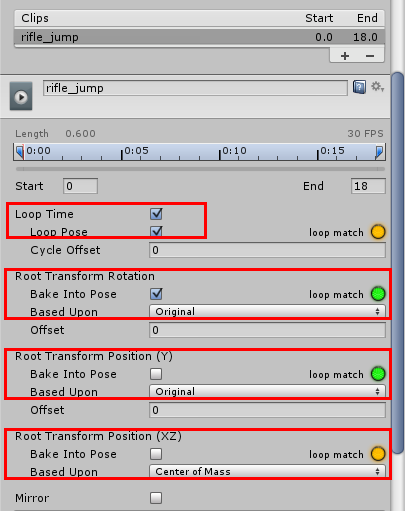 Clips Start End
rifle_jump 0.0 18.0
+ −
rifle_jump
Length 0.600 30 FPS
0:00 0:05 0:10 0:15
Start 0 End 18
Loop Time
Loop Pose loop match
Cycle Offset 0
Root Transform Rotation
Bake Into Pose loop match
Based Upon Original
Offset 0
Root Transform Position (Y)
Bake Into Pose loop match
Based Upon Original
Offset 0
Root Transform Position (XZ)
Bake Into Pose loop match
Based Upon Center of Mass
Mirror